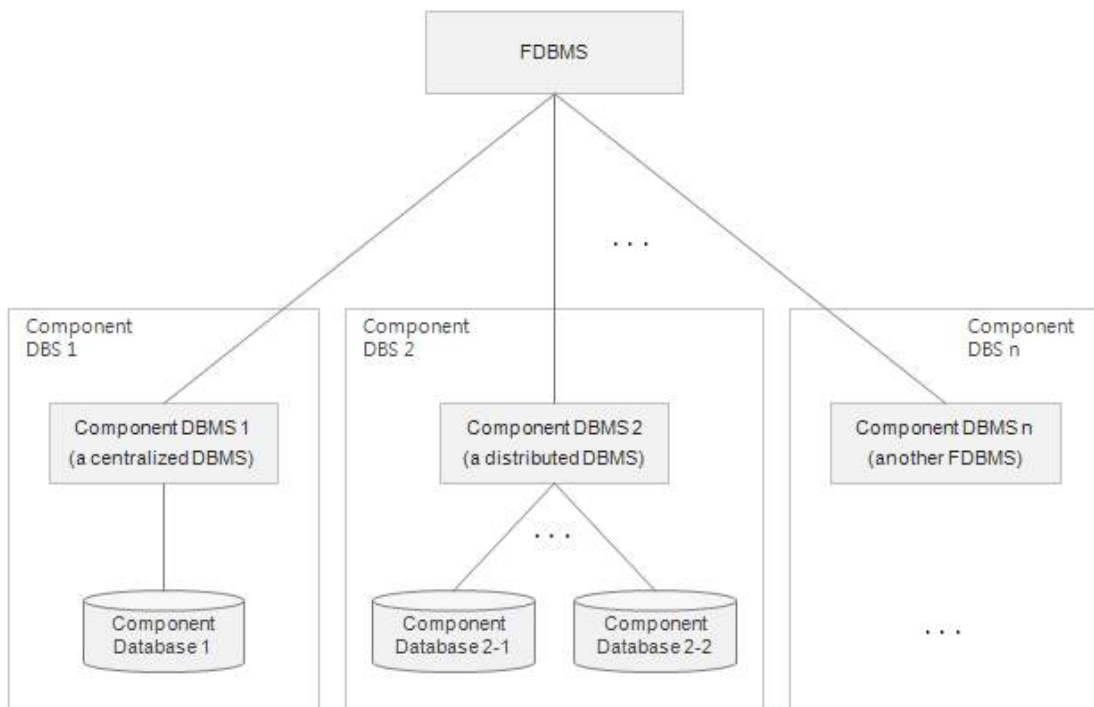 FDBMS
. . .
Component
DBS 1
Component
DBS 2
Component
DBS n
Component DBMS 1
(a centralized DBMS)
Component DBMS 2
(a distributed DBMS)
Component DBMS n
(another FDBMS)
. . .
Component
Database 1
Component
Database 2-1
Component
Database 2-2
. . .